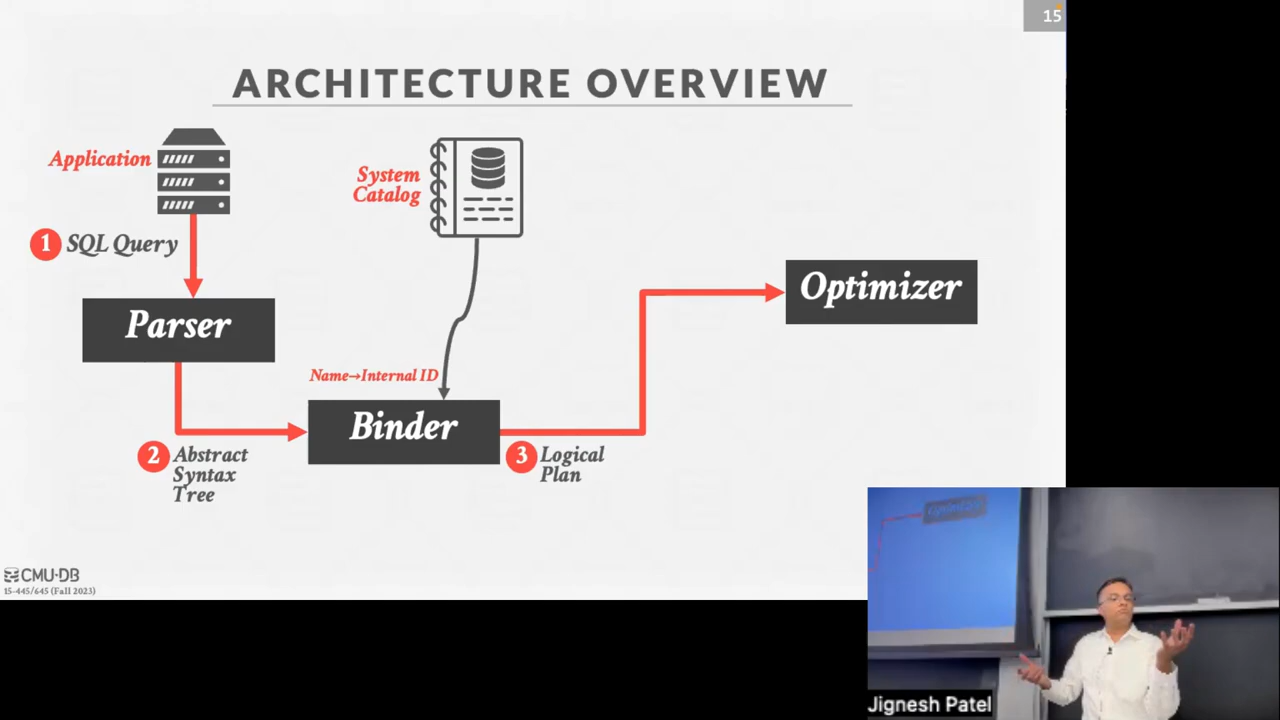 15
ARCHITECTURE OVERVIEW
Application
System
Catalog
1 SQL Query
Optimizer
Parser
Name→Internal ID
Binder
2 Abstract
Syntax
Tree
3 Logical
Plan
CMU·DB
15-445/645 (Fall 2023)
Optimizer
Jignesh Patel